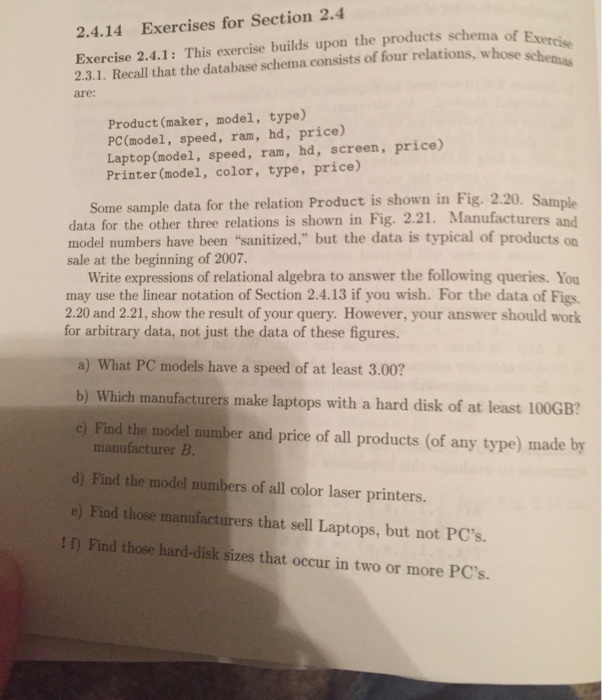 2.4.14 Exercises for Section 2.4
Exercise 2.4.1: This exercise builds upon the products schema of Exercise
2.3.1. Recall that the database schema consists of four relations, whose schemas
are:
Product(maker, model, type)
PC(model, speed, ram, hd, price)
Laptop(model, speed, ram, hd, screen, price)
Printer(model, color, type, price)
Some sample data for the relation Product is shown in Fig. 2.20. Sample
data for the other three relations is shown in Fig. 2.21. Manufacturers and
model numbers have been "sanitized," but the data is typical of products on
sale at the beginning of 2007.
Write expressions of relational algebra to answer the following queries. You
may use the linear notation of Section 2.4.13 if you wish. For the data of Figs.
2.20 and 2.21, show the result of your query. However, your answer should work
for arbitrary data, not just the data of these figures.
a) What PC models have a speed of at least 3.00?
b) Which manufacturers make laptops with a hard disk of at least 100GB?
c) Find the model number and price of all products (of any type) made by
manufacturer B.
d) Find the model numbers of all color laser printers.
e) Find those manufacturers that sell Laptops, but not PC's.
! f) Find those hard-disk sizes that occur in two or more PC's.